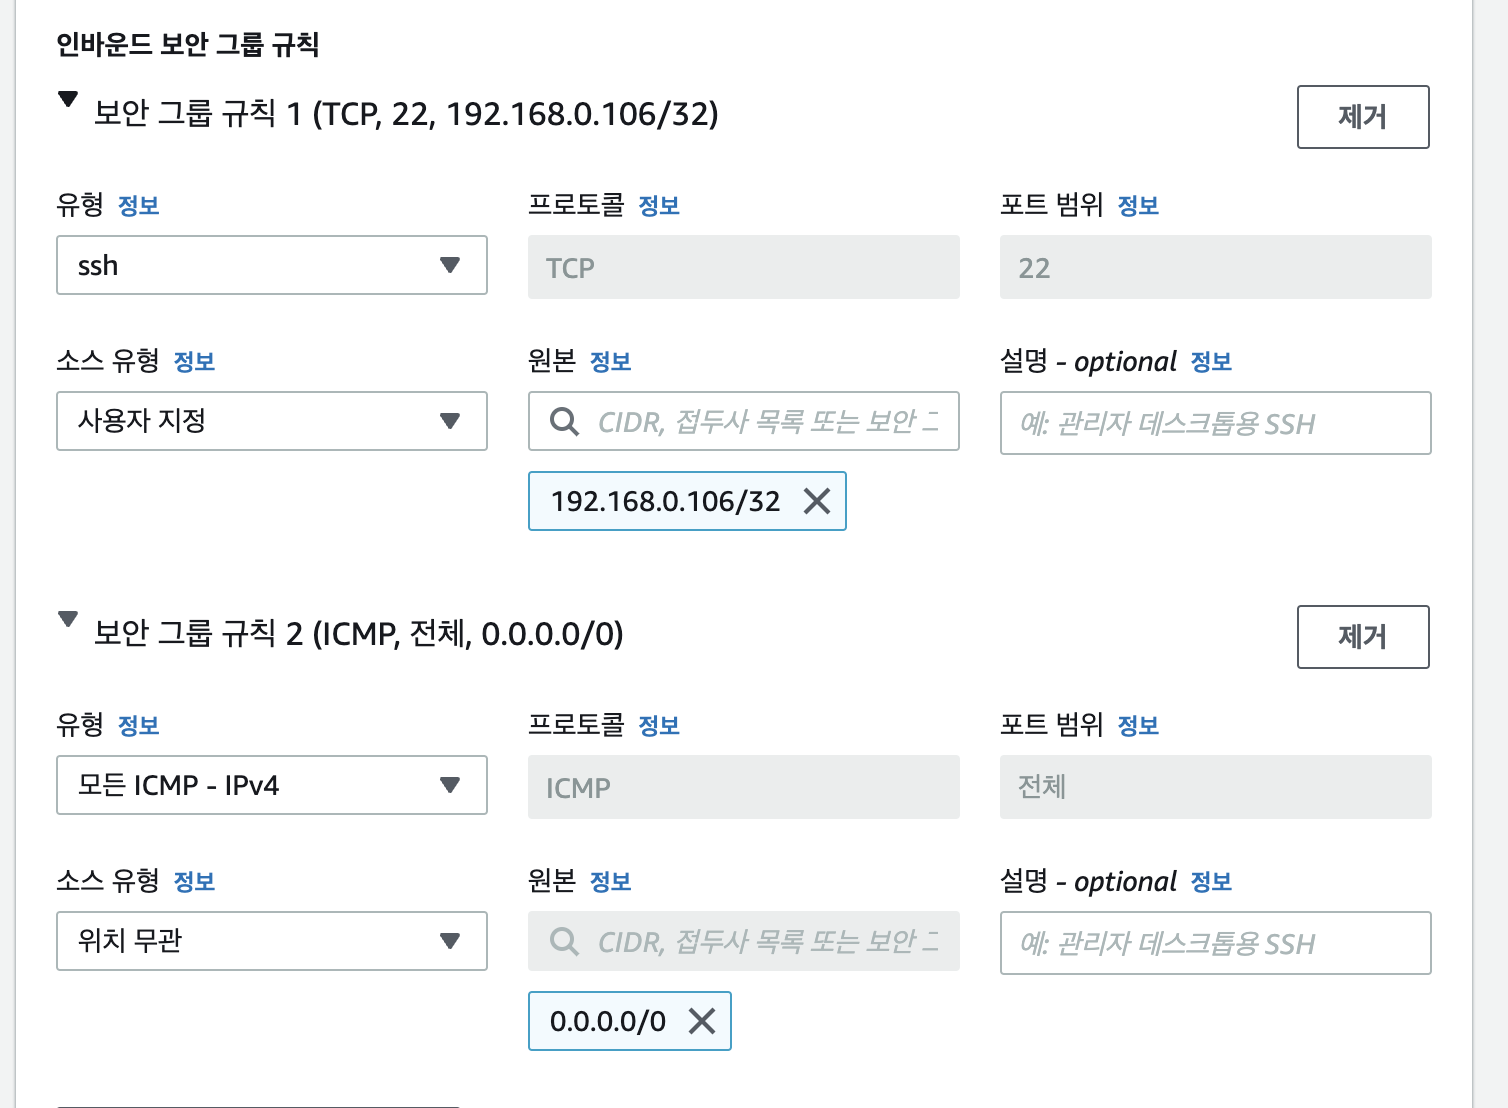 인바운드 보안 그룹 규칙
보안 그룹 규칙 1 (TCP, 22, 192.168.0.106/32)
제거
유형 정보
프로토콜 정보
포트 범위 정보
ssh
TCP
22
소스 유형 정보
원본 정보
설명 - optional 정보
사용자 지정
CIDR, 접두사 목록 또는 보안
예: 관리자 데스크톱용 SSH
192.168.0.106/32
보안 그룹 규칙 2 (ICMP, 전체, 0.0.0.0/0)
제거
유형 정보
프로토콜 정보
포트 범위 정보
모든 ICMP - IPv4
ICMP
전체
소스 유형 정보
원본 정보
설명 - optional 정보
위치 무관
CIDR, 접두사 목록 또는 보안
예: 관리자 데스크톱용 SSH
0.0.0.0/0